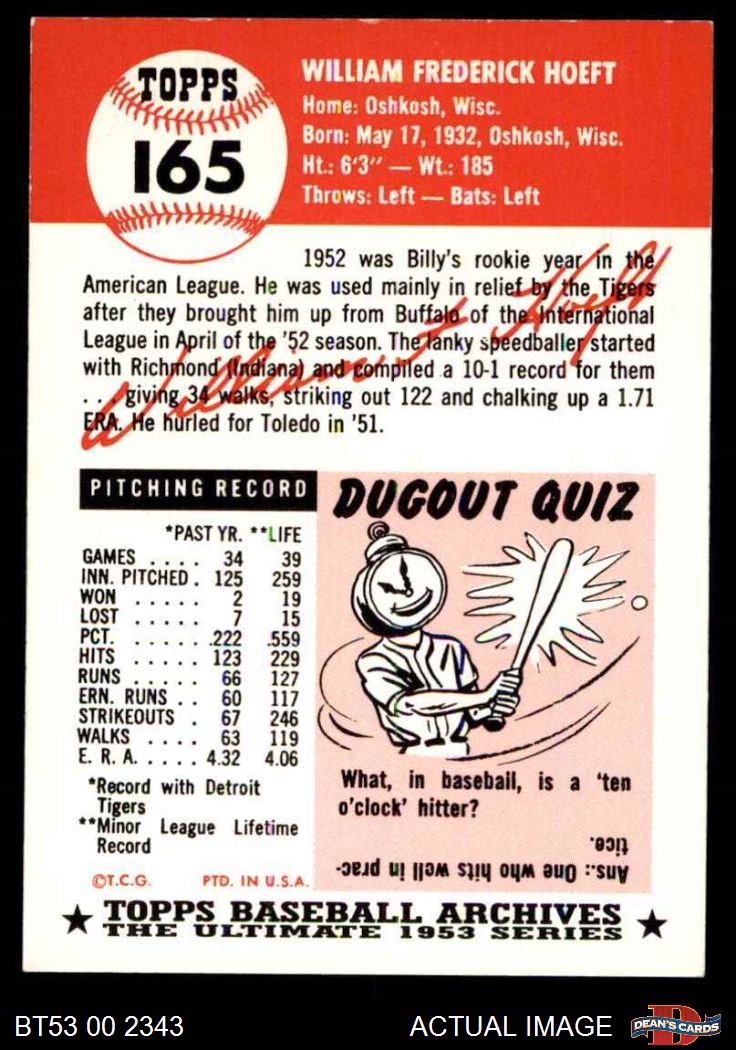 TOPPS
165
WILLIAM FREDERICK HOEFT
Home: Oshkosh, Wisc.
Born: May 17, 1932, Oshkosh, Wisc.
Ht.: 6'3" — Wt.: 185
Throws: Left — Bats: Left
1952 was Billy's rookie year in the
American League. He was used mainly in relief by the Tigers
after they brought him up from Buffalo of the International
League in April of the '52 season. The lanky speedballer started
with Richmond (Indiana) and compiled a 10-1 record for them
. . . giving 34 walks, striking out 122 and chalking up a 1.71
ERA. He hurled for Toledo in '51.
William F Hoeft
PITCHING RECORD
*PAST YR. **LIFE
GAMES . . . . 34 39
INN. PITCHED . 125 259
WON . . . . . 2 19
LOST . . . . . 7 15
PCT. . . . . . .222 .559
HITS . . . . . 123 229
RUNS . . . . . 66 127
ERN. RUNS . . 60 117
STRIKEOUTS . 67 246
WALKS . . . . 63 119
E. R. A. . . . . 4.32 4.06
*Record with Detroit
Tigers
**Minor League Lifetime
Record
©T.C.G. PTD. IN U.S.A.
DUGOUT QUIZ
What, in baseball, is a 'ten
o'clock' hitter?
Ans.: One who hits well in prac-
tice.
TOPPS BASEBALL ARCHIVES
THE ULTIMATE 1953 SERIES
BT53 00 2343
ACTUAL IMAGE
D
DEAN'S CARDS